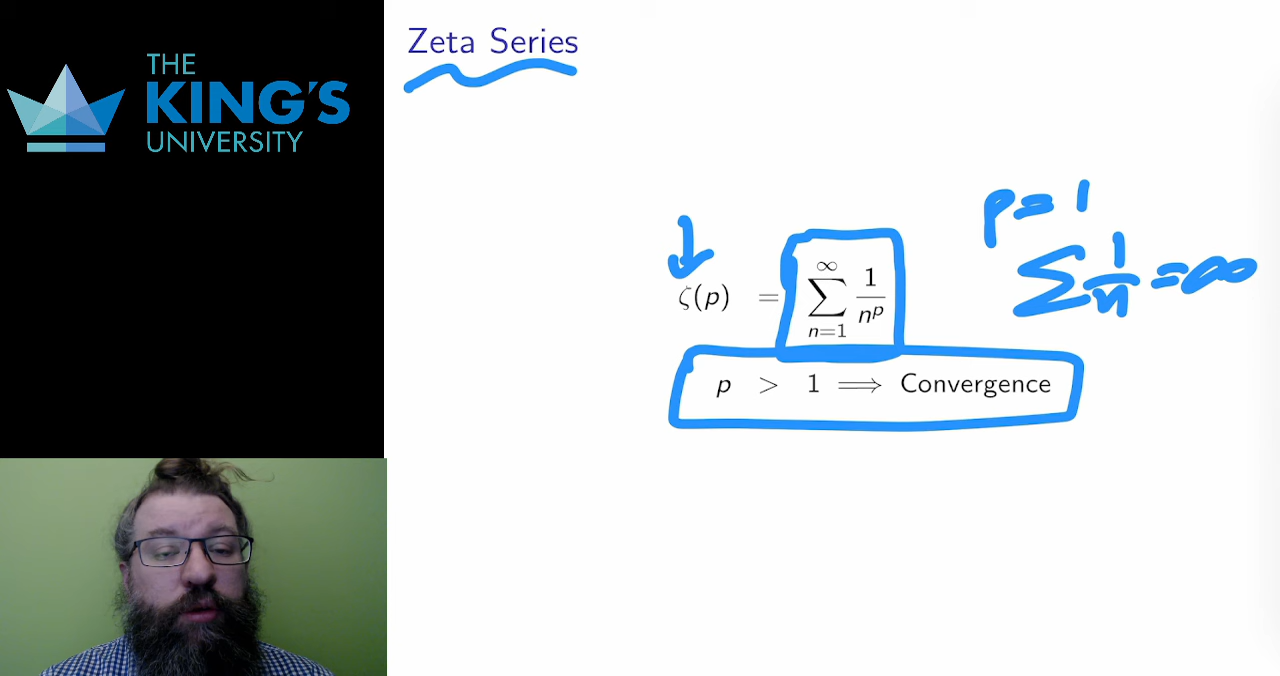 THE
KING'S
UNIVERSITY
Zeta Series
p = 1
∑ 1/n = ∞
ζ(p) = ∑_{n=1}^{∞} 1/n^p
p > 1 ⟹ Convergence